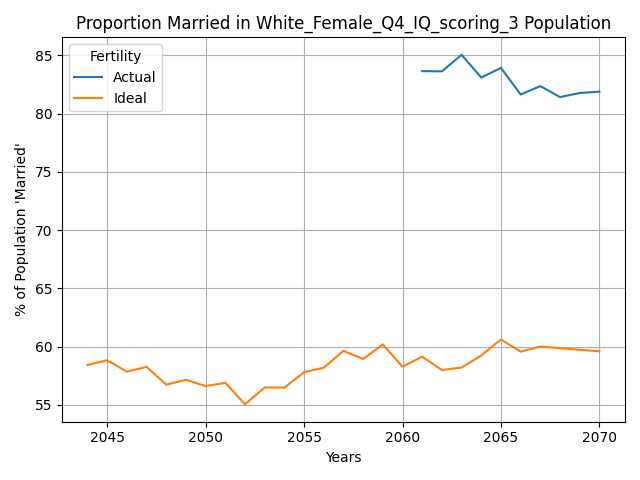 Proportion Married in White_Female_Q4_IQ_scoring_3 Population
Fertility
Actual
Ideal
% of Population 'Married'
85
80
75
70
65
60
55
2045
2050
2055
2060
2065
2070
Years